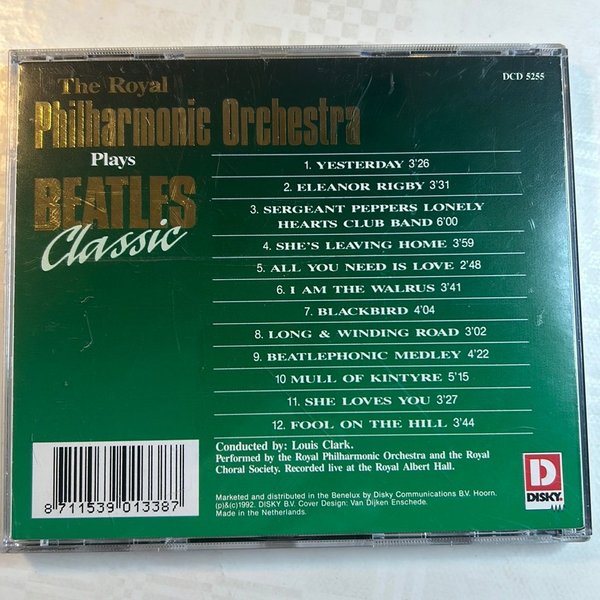 The Royal
Philharmonic Orchestra
Plays
BEATLES
Classic
DCD 5255
1. YESTERDAY 3'26
2. ELEANOR RIGBY 3'31
3. SERGEANT PEPPERS LONELY
HEARTS CLUB BAND 6'00
4. SHE'S LEAVING HOME 3'59
5. ALL YOU NEED IS LOVE 2'48
6. I AM THE WALRUS 3'41
7. BLACKBIRD 4'04
8. LONG & WINDING ROAD 3'02
9. BEATLEPHONIC MEDLEY 4'22
10 MULL OF KINTYRE 5'15
11. SHE LOVES YOU 3'27
12. FOOL ON THE HILL 3'44
Conducted by: Louis Clark.
Performed by the Royal Philharmonic Orchestra and the Royal
Choral Society. Recorded live at the Royal Albert Hall.
Marketed and distributed in the Benelux by Disky Communications B.V. Hoorn.
(p)&(c)1992. DISKY B.V. Cover Design: Van Dijken Enschede.
Made in the Netherlands.
8 711539 013387
D
DISKY